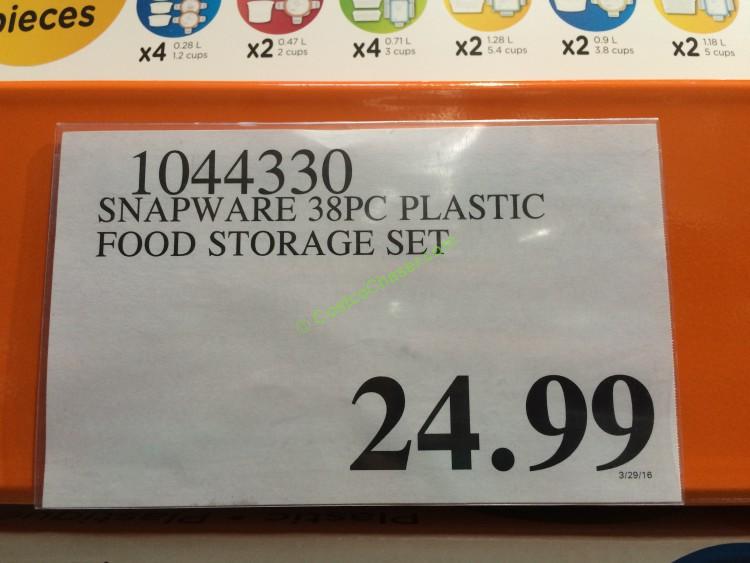 pieces
x4 0.28 L 1.2 cups
x2 0.47 L 2 cups
x4 0.71 L 3 cups
x2 1.28 L 5.4 cups
x2 0.9 L 3.8 cups
x2 1.18 L 5 cups
1044330
SNAPWARE 38PC PLASTIC
FOOD STORAGE SET
© CostcoChaser.com
24.99
3/29/16
Plastic • Plastique